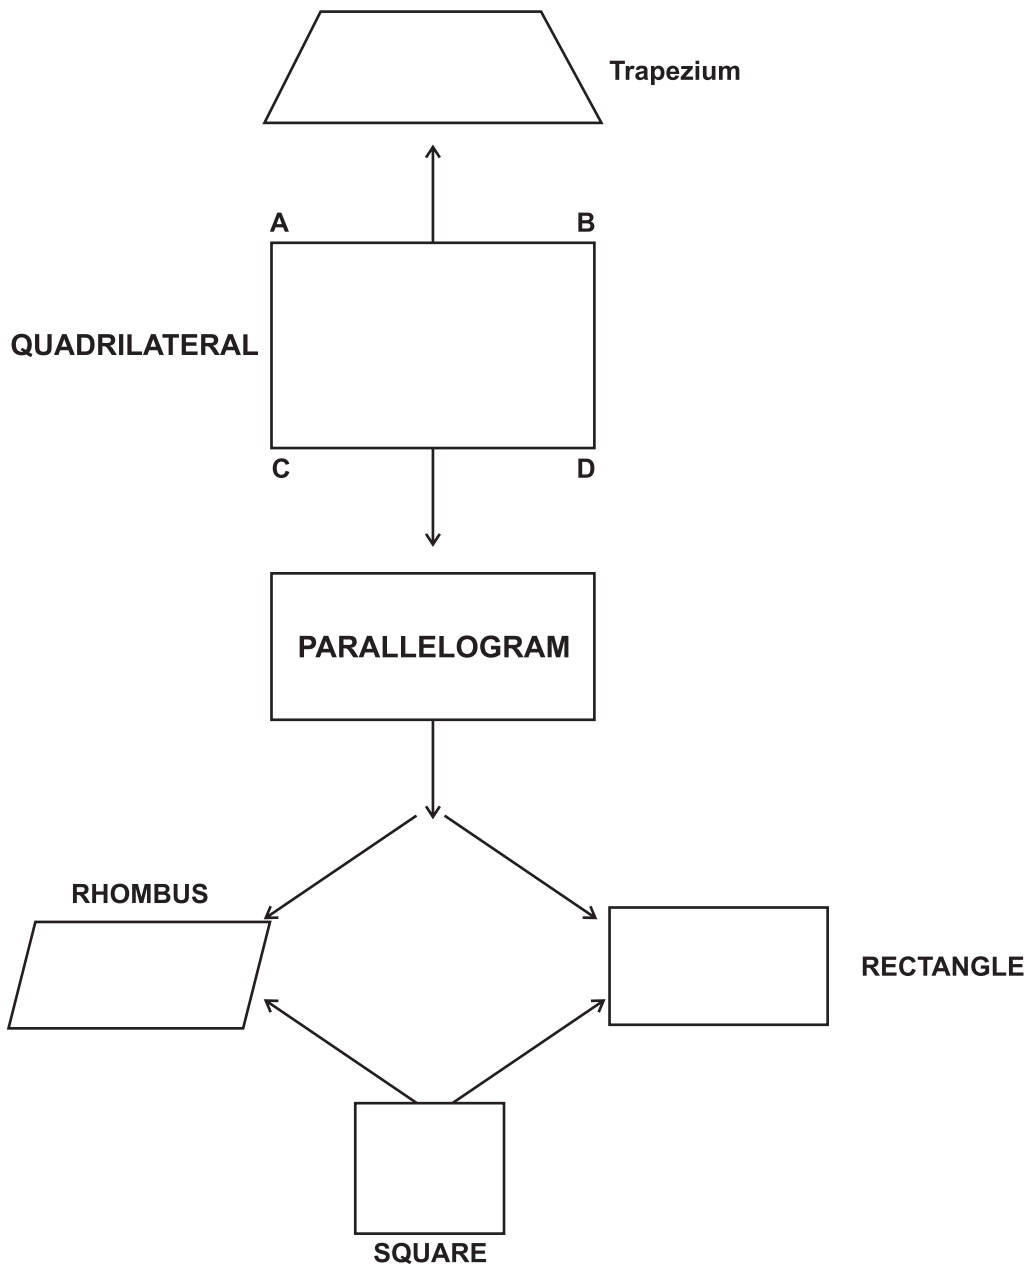 Trapezium
A
B
QUADRILATERAL
C
D
PARALLELOGRAM
RHOMBUS
RECTANGLE
SQUARE